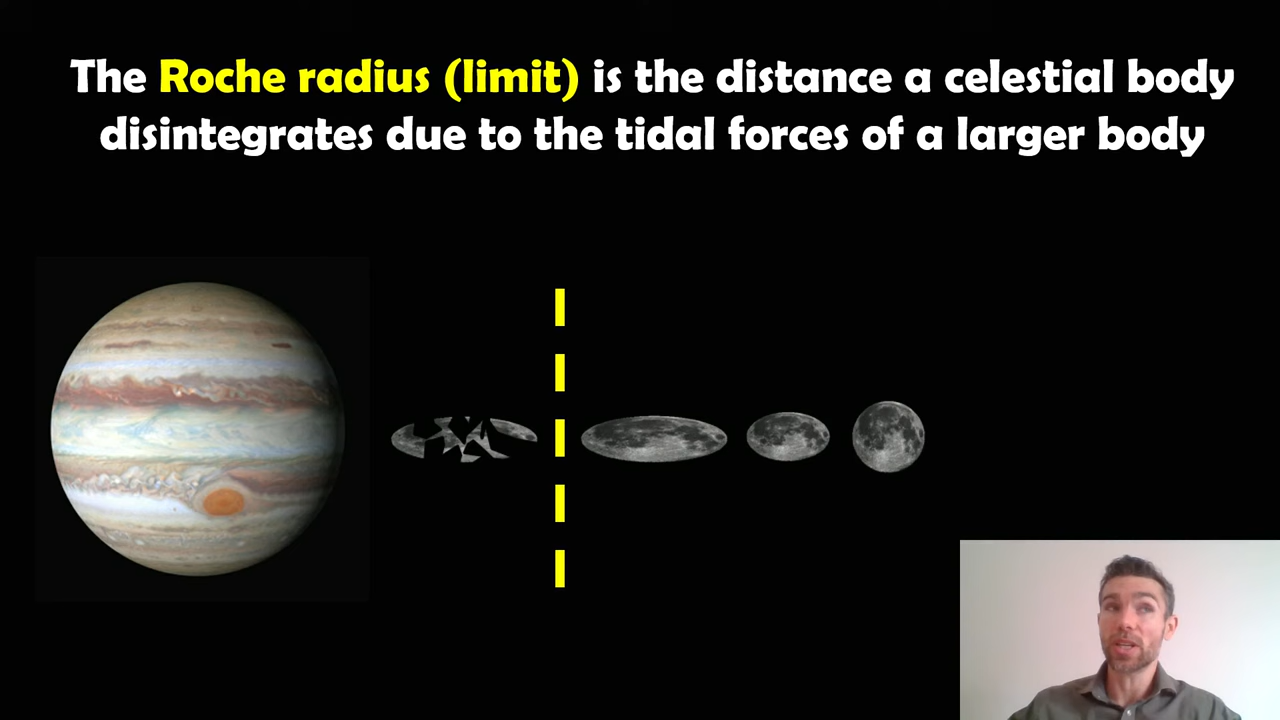 The Roche radius (limit) is the distance a celestial body
disintegrates due to the tidal forces of a larger body